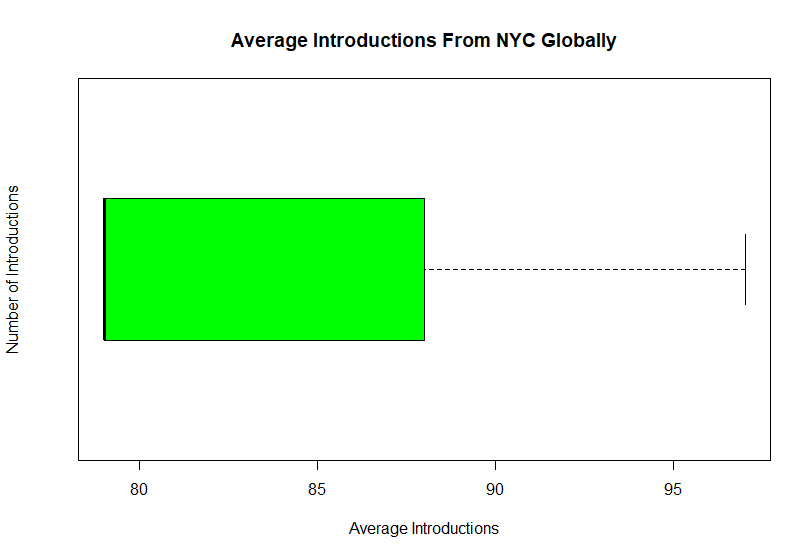 Average Introductions From NYC Globally
Number of Introductions
80 85 90 95
Average Introductions